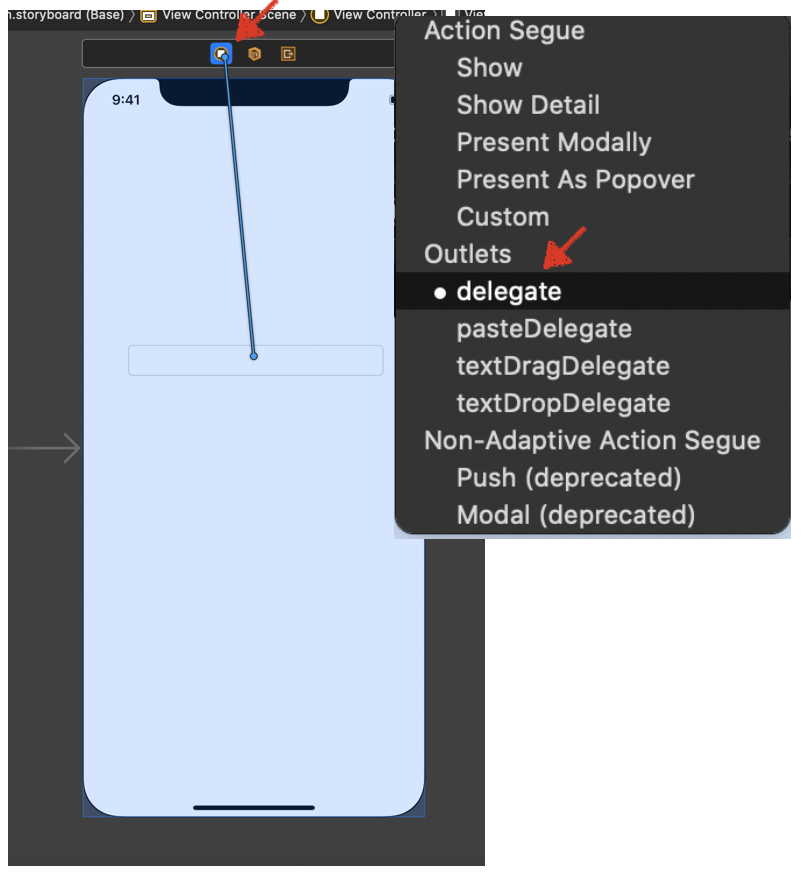 .storyboard (Base) 〉 View Controller Scene 〉 View Controller 〉
Action Segue
Show
Show Detail
Present Modally
Present As Popover
Custom
Outlets
delegate
pasteDelegate
textDragDelegate
textDropDelegate
Non-Adaptive Action Segue
Push (deprecated)
Modal (deprecated)
9:41